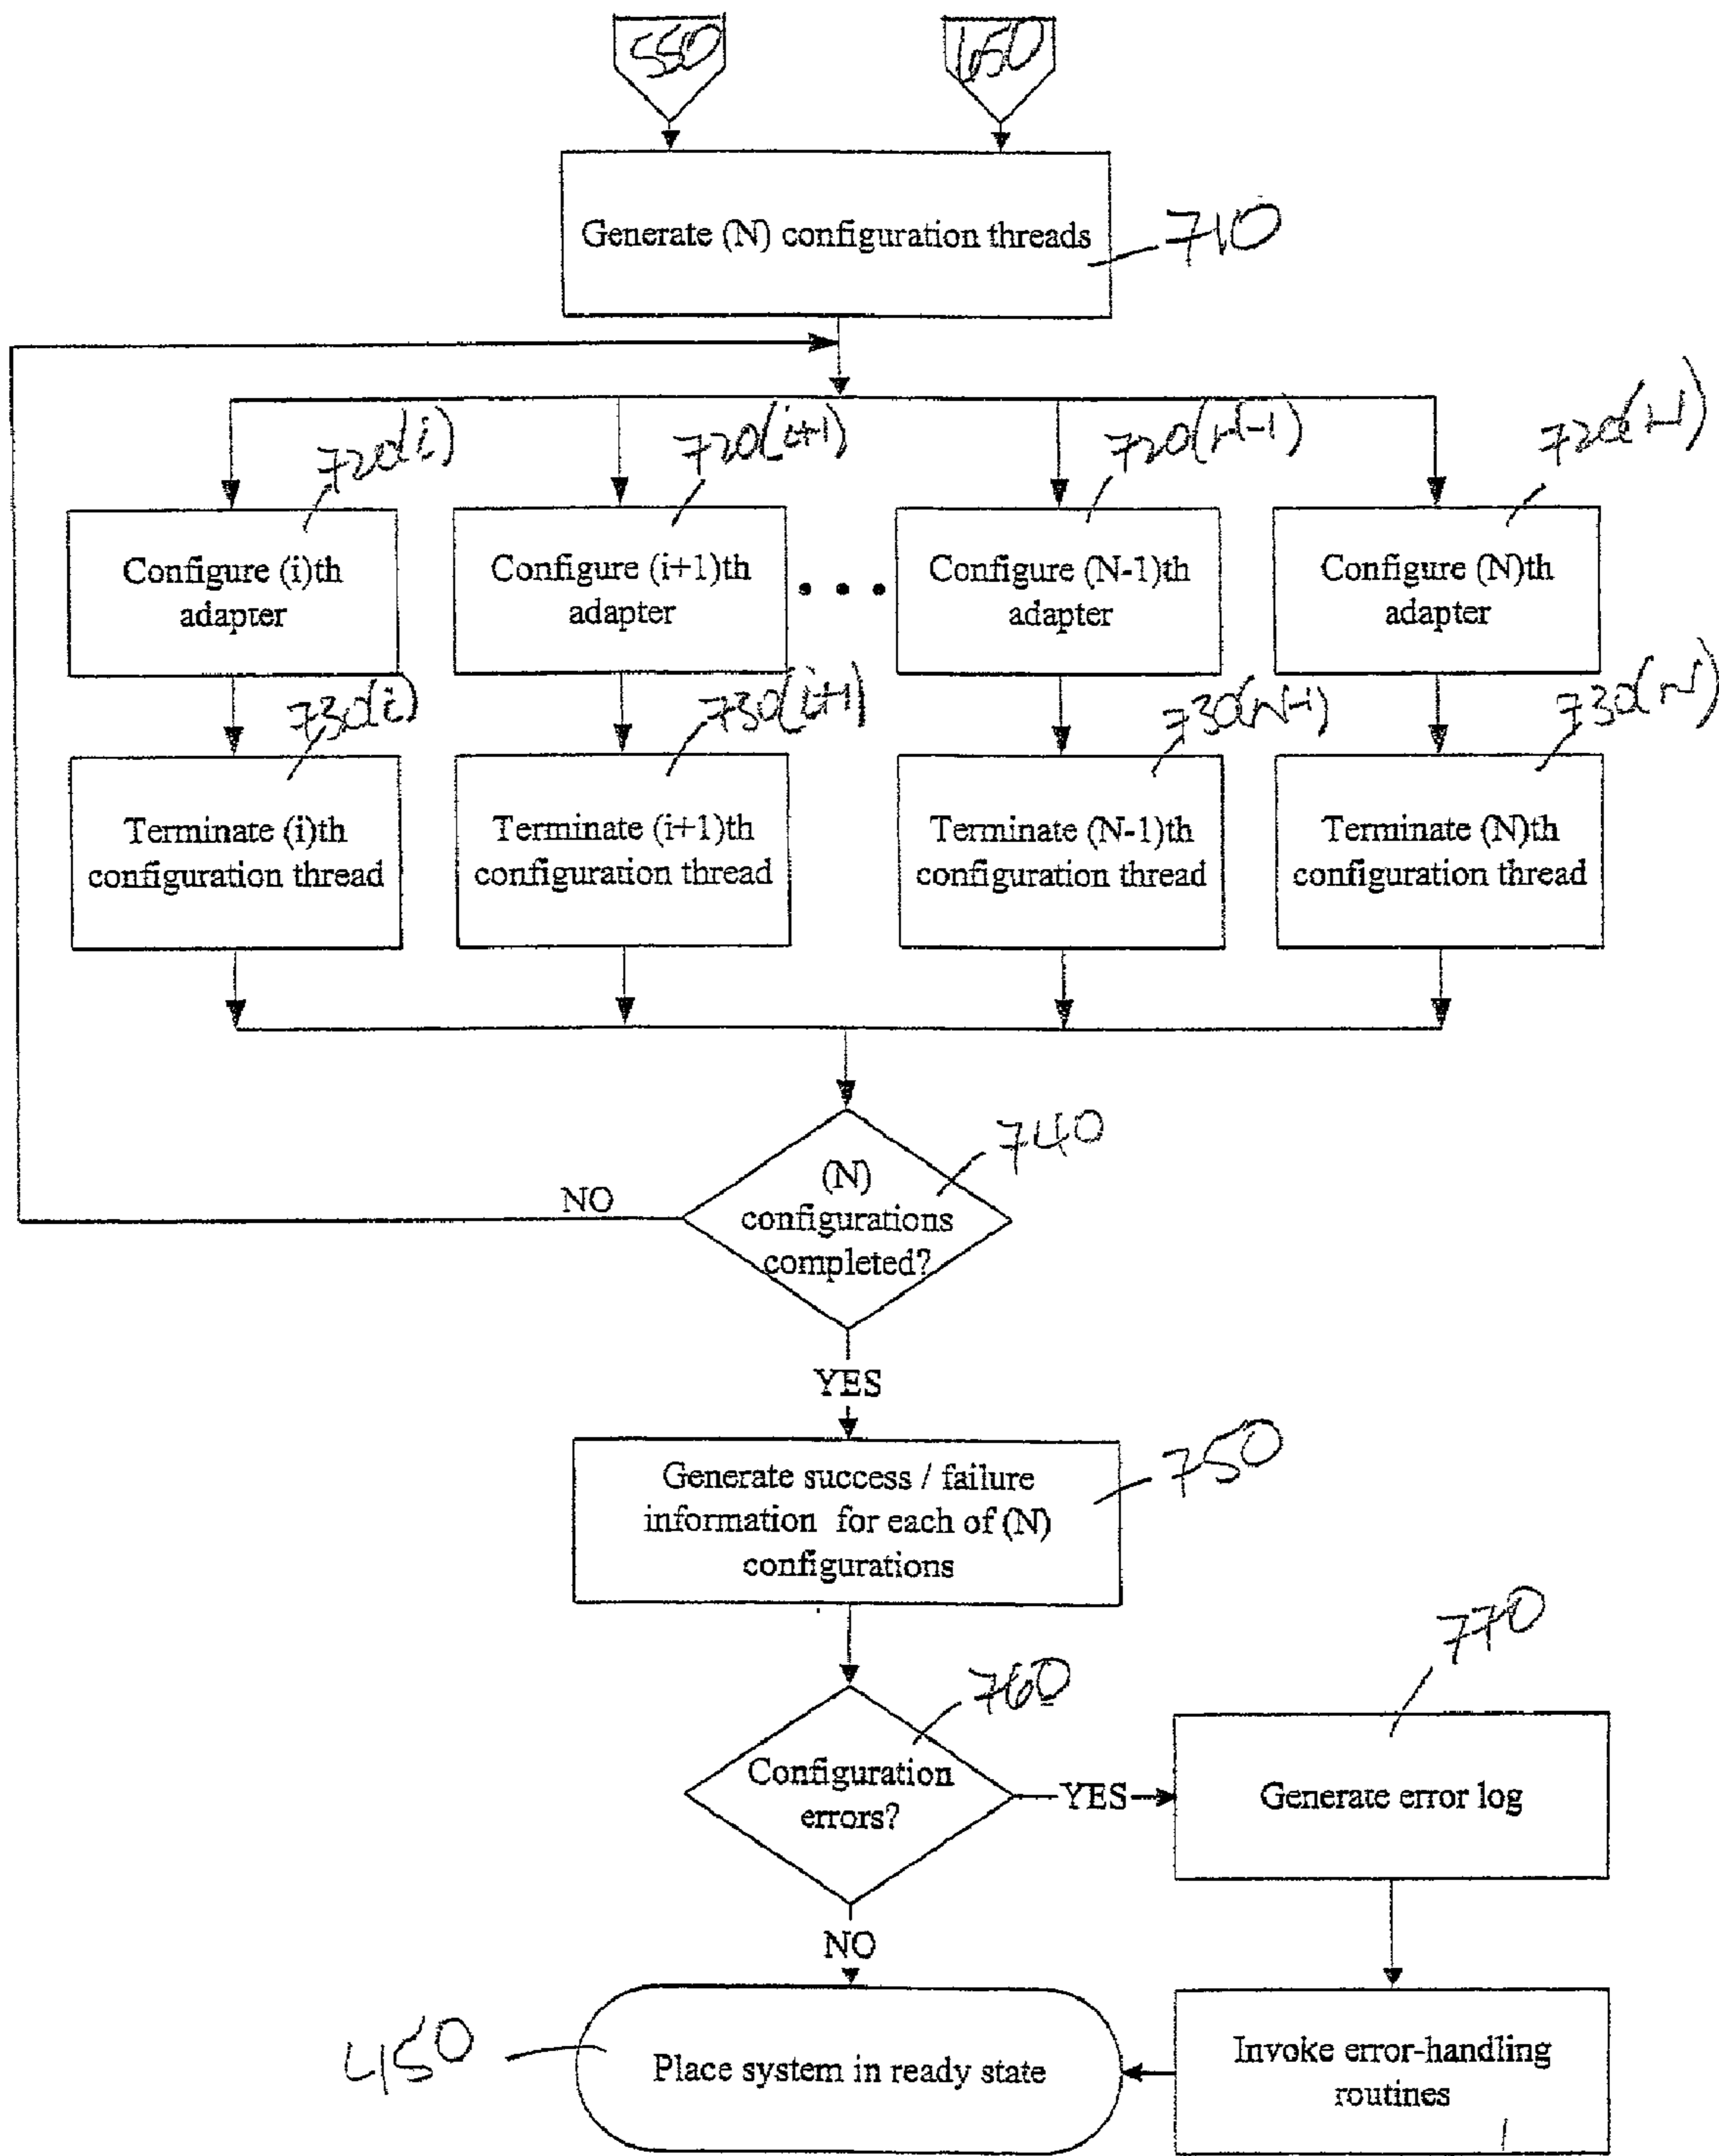 550
650
Generate (N) configuration threads
710
720(i)
720(i+1)
720(N-1)
720(N)
Configure (i)th
adapter
Configure (i+1)th
adapter
• • •
Configure (N-1)th
adapter
Configure (N)th
adapter
730(i)
730(i+1)
730(N-1)
730(N)
Terminate (i)th
configuration thread
Terminate (i+1)th
configuration thread
Terminate (N-1)th
configuration thread
Terminate (N)th
configuration thread
740
(N)
configurations
completed?
NO
YES
750
Generate success / failure
information for each of (N)
configurations
760
770
Configuration
errors?
YES
Generate error log
NO
450
Place system in ready state
Invoke error-handling
routines